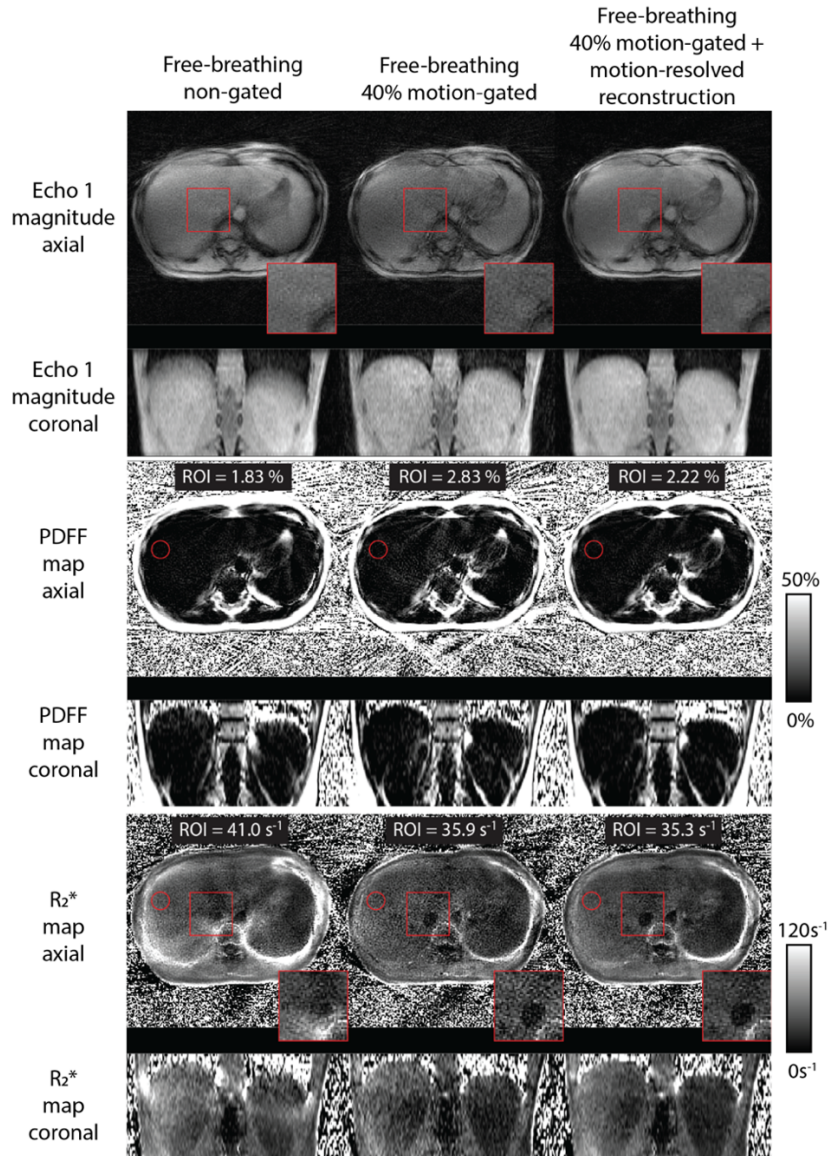 Free-breathing
non-gated
Free-breathing
40% motion-gated
Free-breathing
40% motion-gated +
motion-resolved
reconstruction
Echo 1
magnitude
axial
Echo 1
magnitude
coronal
ROI = 1.83 %
ROI = 2.83 %
ROI = 2.22 %
PDFF
map
axial
50%
0%
PDFF
map
coronal
ROI = 41.0 s⁻¹
ROI = 35.9 s⁻¹
ROI = 35.3 s⁻¹
R₂*
map
axial
120s⁻¹
0s⁻¹
R₂*
map
coronal